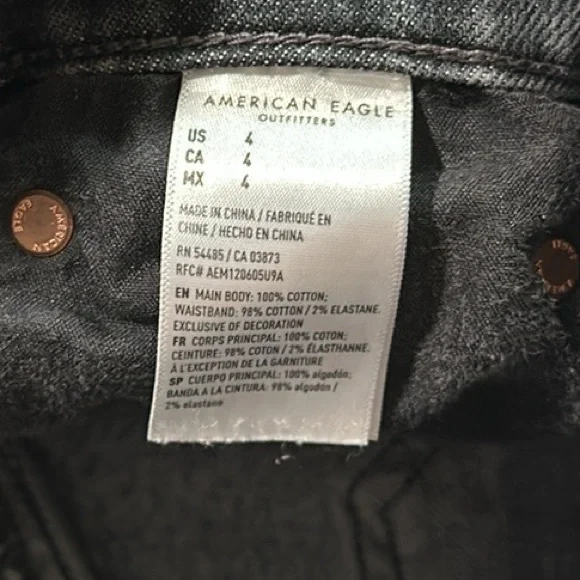 AMERICAN EAGLE
OUTFITTERS
US 4
CA 4
MX 4
MADE IN CHINA / FABRIQUÉ EN
CHINE / HECHO EN CHINA
RN 54485 / CA 03873
RFC# AEM120605U9A
EN MAIN BODY: 100% COTTON;
WAISTBAND: 98% COTTON / 2% ELASTANE.
EXCLUSIVE OF DECORATION
FR CORPS PRINCIPAL: 100% COTON;
CEINTURE: 98% COTON / 2% ÉLASTHANNE.
À L'EXCEPTION DE LA GARNITURE
SP CUERPO PRINCIPAL: 100% algodón;
BANDA A LA CINTURA: 98% algodón /
2% elastano
AMERICAN
EAGLE